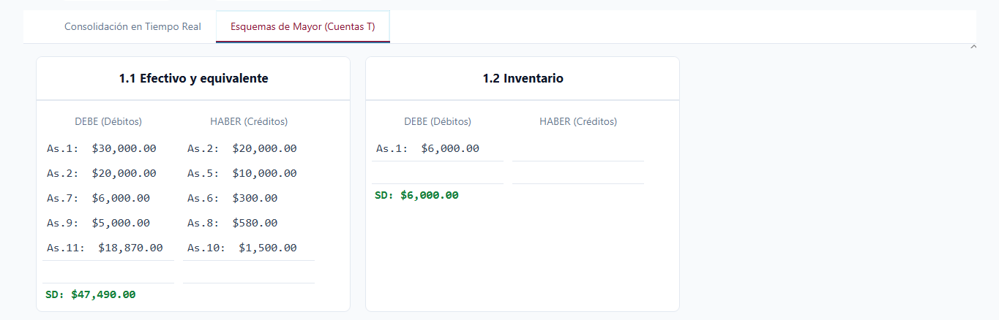 Consolidación en Tiempo Real
Esquemas de Mayor (Cuentas T)
1.1 Efectivo y equivalente
DEBE (Débitos) HABER (Créditos)
As.1: $30,000.00 As.2: $20,000.00
As.2: $20,000.00 As.5: $10,000.00
As.7: $6,000.00 As.6: $300.00
As.9: $5,000.00 As.8: $580.00
As.11: $18,870.00 As.10: $1,500.00
SD: $47,490.00
1.2 Inventario
DEBE (Débitos) HABER (Créditos)
As.1: $6,000.00
SD: $6,000.00